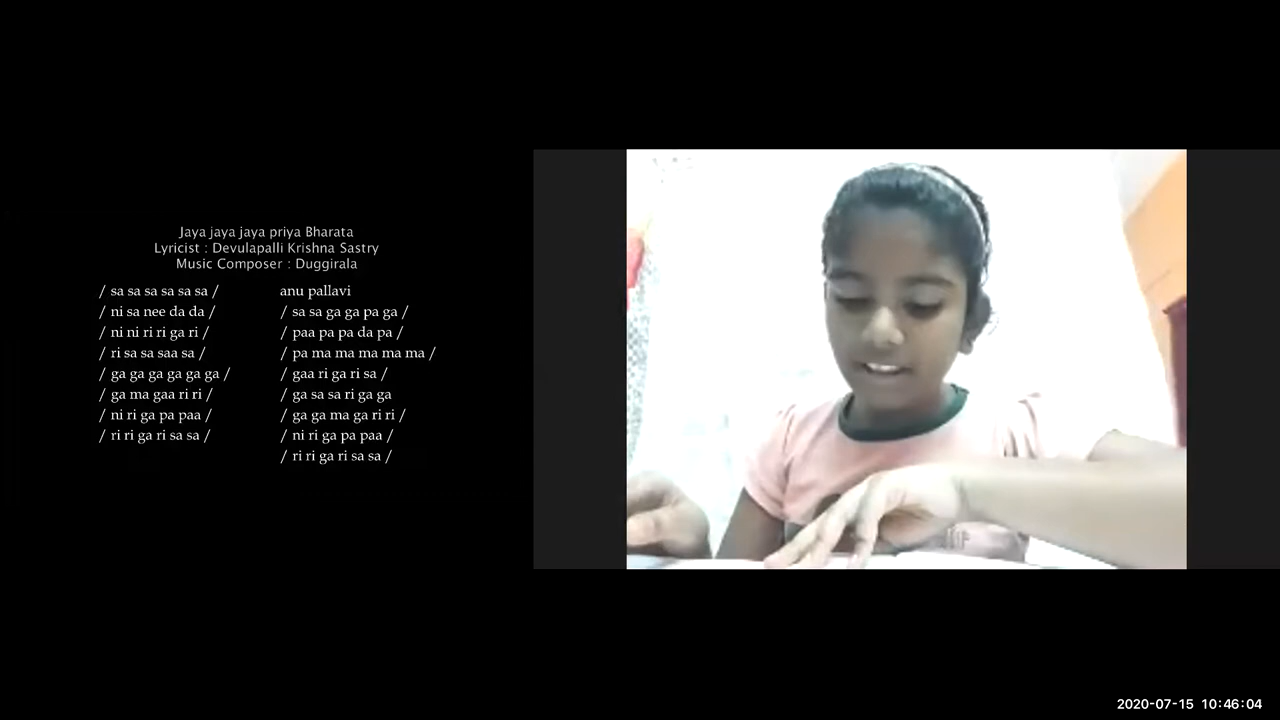 Jaya jaya jaya priya Bharata
Lyricist : Devulapalli Krishna Sastry
Music Composer : Duggirala
/ sa sa sa sa sa sa /
/ ni sa nee da da /
/ ni ni ri ri ga ri /
/ ri sa sa saa sa /
/ ga ga ga ga ga ga /
/ ga ma gaa ri ri /
/ ni ri ga pa paa /
/ ri ri ga ri sa sa /
anu pallavi
/ sa sa ga ga pa ga /
/ paa pa pa da pa /
/ pa ma ma ma ma ma /
/ gaa ri ga ri sa /
/ ga sa sa ri ga ga
/ ga ga ma ga ri ri /
/ ni ri ga pa paa /
/ ri ri ga ri sa sa /
2020-07-15 10:46:04